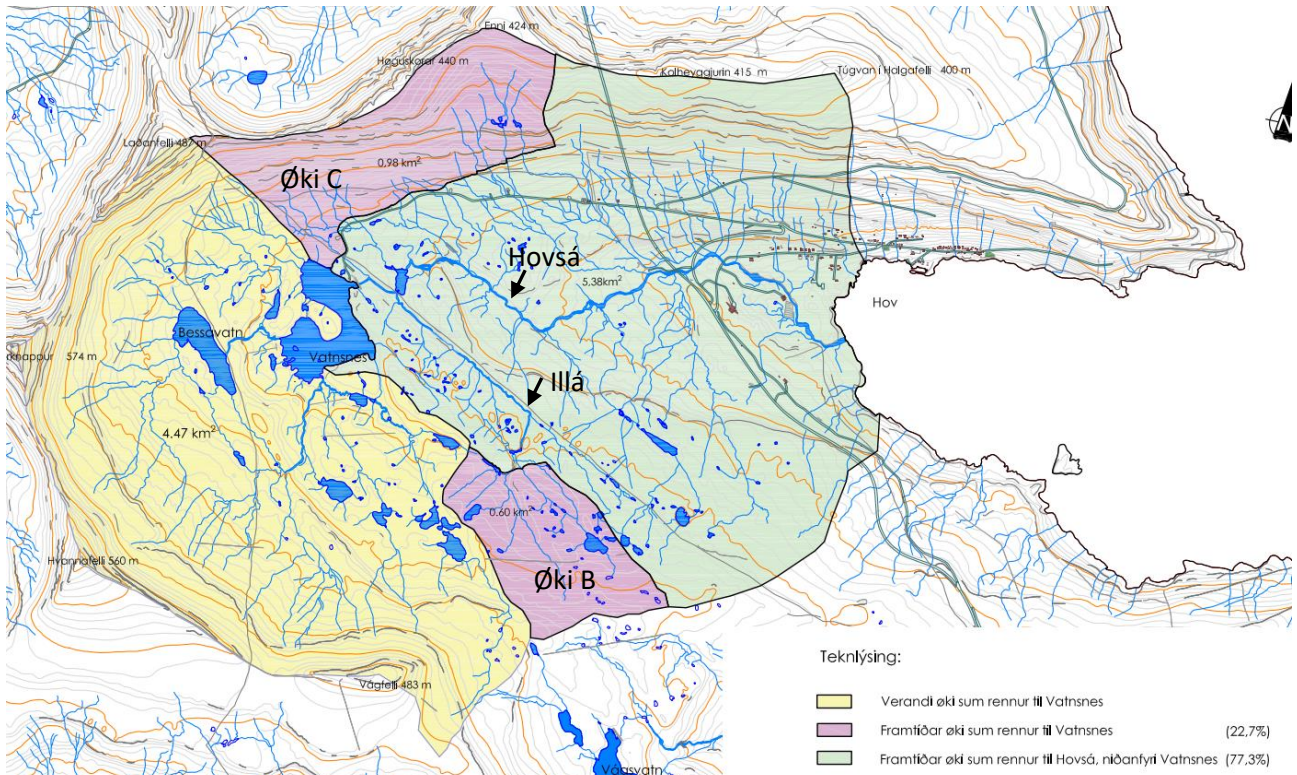 Enni 424 m
Høguskorar 440 m
Kolheyggjurin 415 m
Túgvan í Halgafelli 400 m
N
Laðanfelli 487 m
0,98 km²
Øki C
Hovsá
5,38km²
Hov
Bessavatn
Vatnsnes
knappur 574 m
Illá
4,47 km²
0,60 km²
Hvannafelli 560 m
Øki B
Vágfelli 483 m
Vágsvatn
Teknlýsing:
Verandi øki sum rennur til Vatnsnes
Framtíðar øki sum rennur til Vatnsnes (22,7%)
Framtíðar øki sum rennur til Hovsá, niðanfyri Vatnsnes (77,3%)